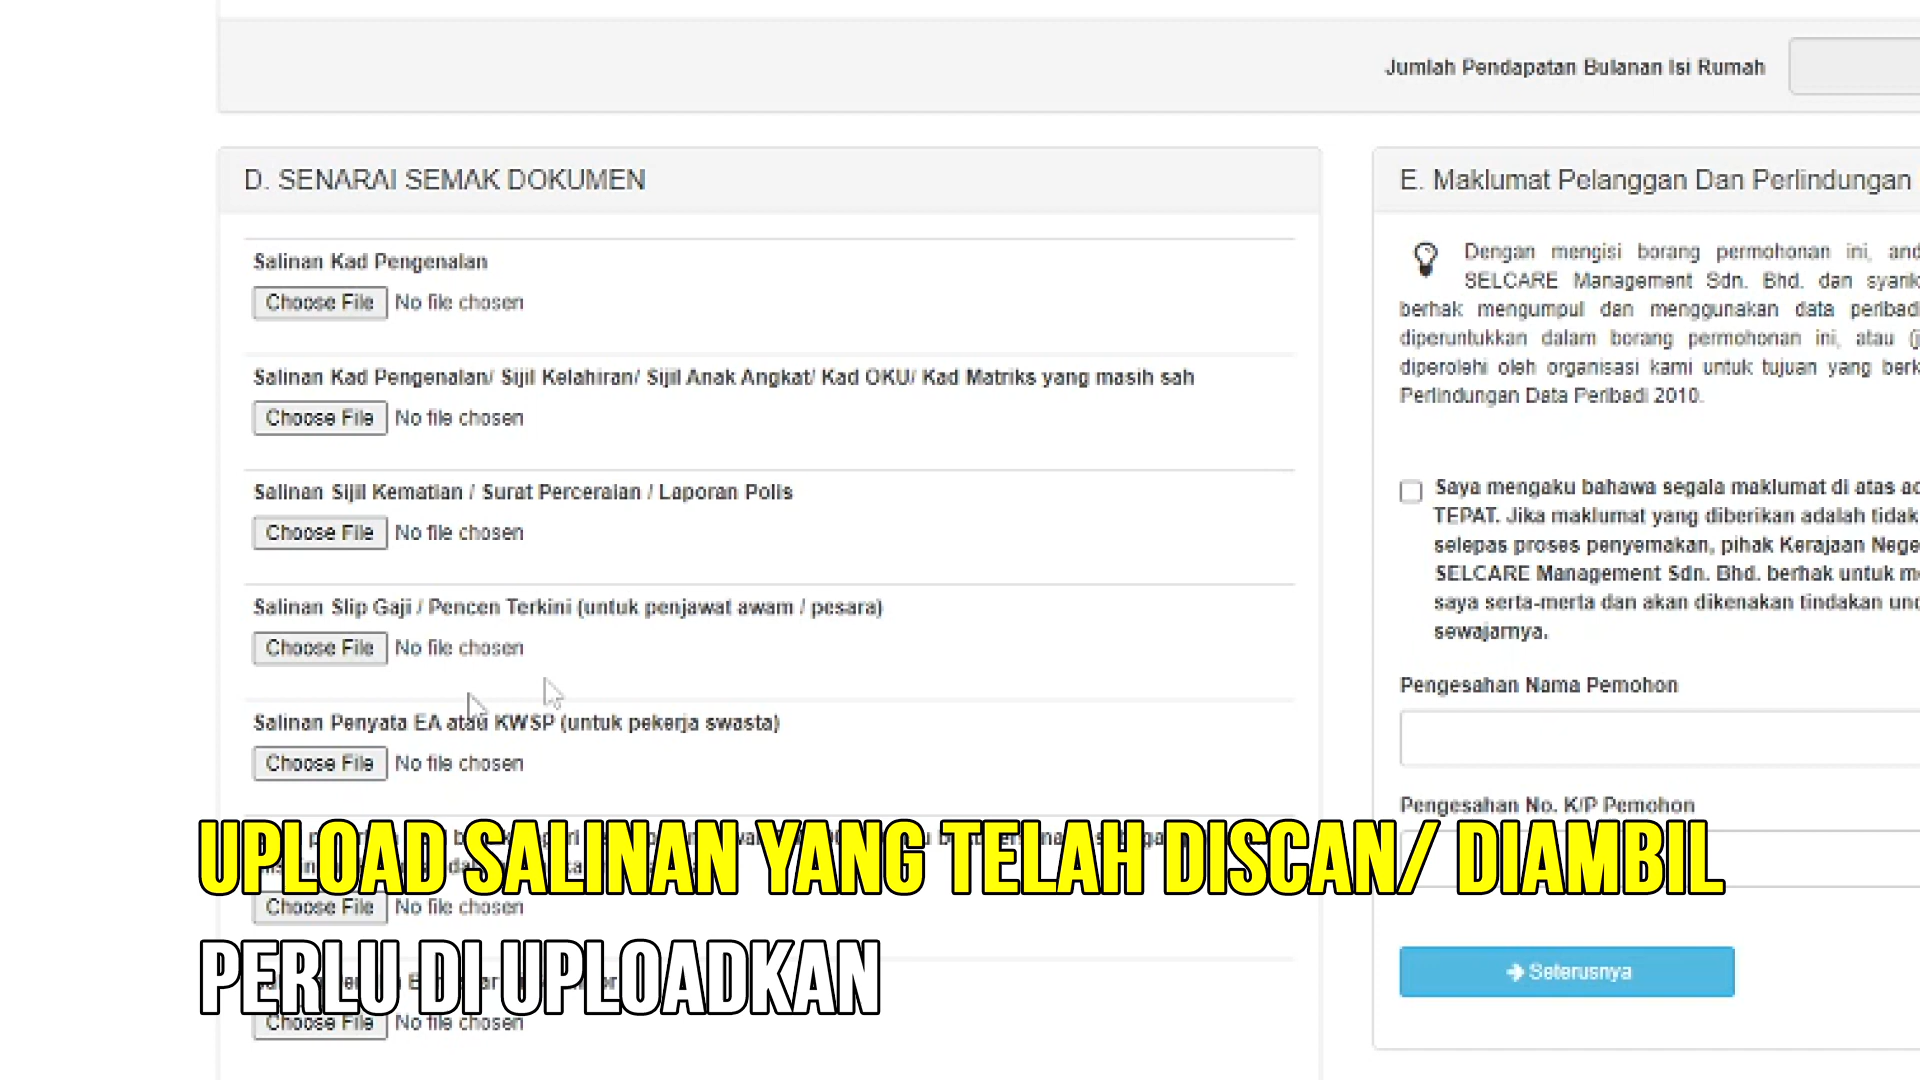 Jumlah Pendapatan Bulanan Isi Rumah
D. SENARAI SEMAK DOKUMEN
Salinan Kad Pengenalan
Choose File No file chosen
Salinan Kad Pengenalan/ Sijil Kelahiran/ Sijil Anak Angkat/ Kad OKU/ Kad Matriks yang masih sah
Choose File No file chosen
Salinan Sijil Kematian / Surat Perceraian / Laporan Polis
Choose File No file chosen
Salinan Slip Gaji / Pencen Terkini (untuk penjawat awam / pesara)
Choose File No file chosen
Salinan Penyata EA atau KWSP (untuk pekerja swasta)
Choose File No file chosen
Choose File No file chosen
Choose File No file chosen
E. Maklumat Pelanggan Dan Perlindungan
Dengan mengisi borang permohonan ini,
SELCARE Management Sdn. Bhd. dan
berhak mengumpul dan menggunakan data
diperuntukkan dalam borang permohonan ini, atau
diperolehi oleh organisasi kami untuk tujuan yang
Perlindungan Data Peribadi 2010.
Saya mengaku bahawa segala maklumat di atas
TEPAT. Jika maklumat yang diberikan adalah tidak
selepas proses penyemakan, pihak Kerajaan
SELCARE Management Sdn. Bhd. berhak untuk
saya serta-merta dan akan dikenakan tindakan
sewajarnya.
Pengesahan Nama Pemohon
Pengesahan No. K/P Pemohon
Seterusnya
UPLOAD SALINAN YANG TELAH DISCAN/ DIAMBIL
PERLU DI UPLOADKAN